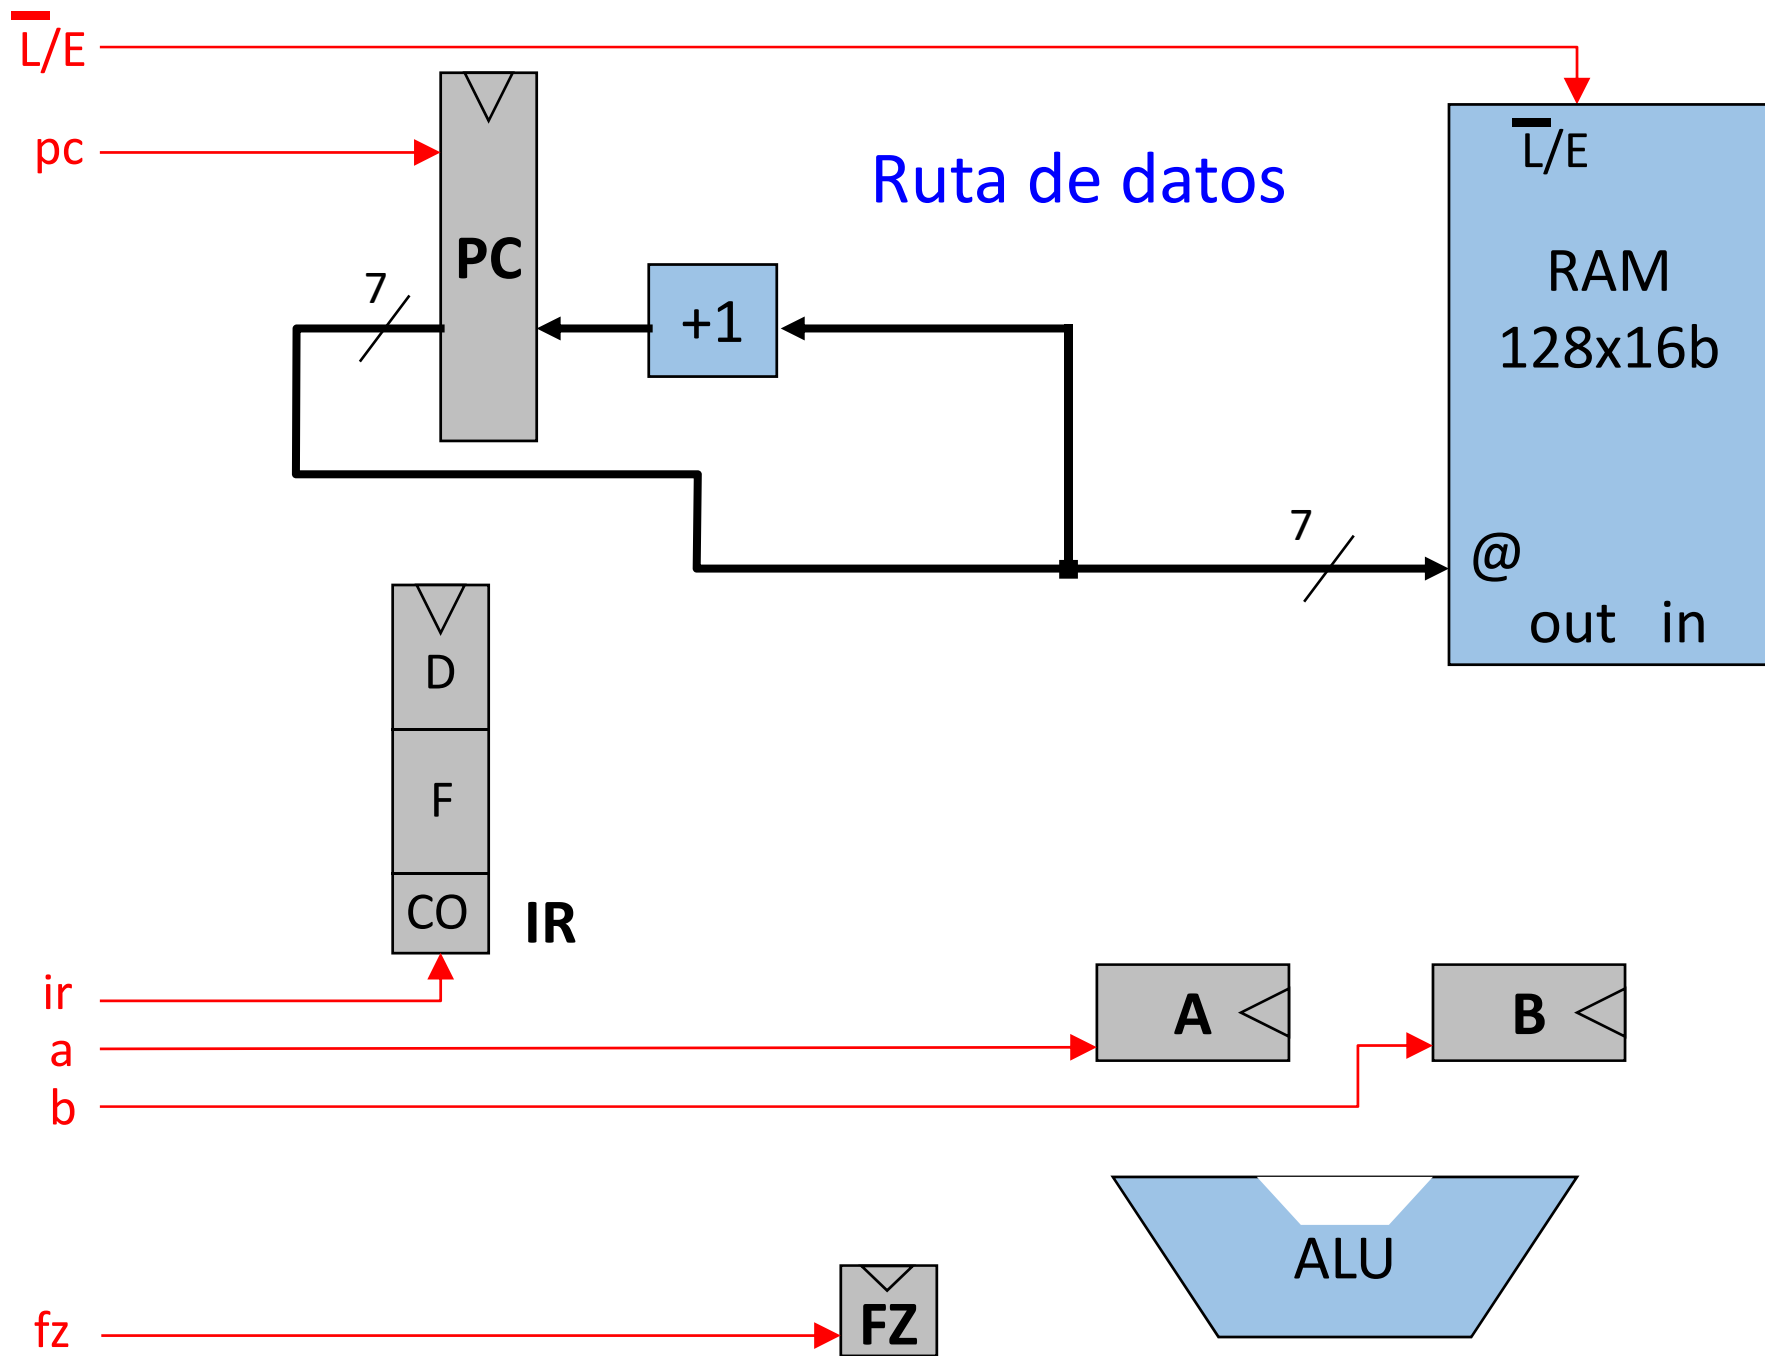 L̅/E
pc
Ruta de datos
L̅/E
PC
7
+1
RAM
128x16b
7
@
out in
D
F
CO
IR
ir
a
b
A
B
ALU
fz
FZ